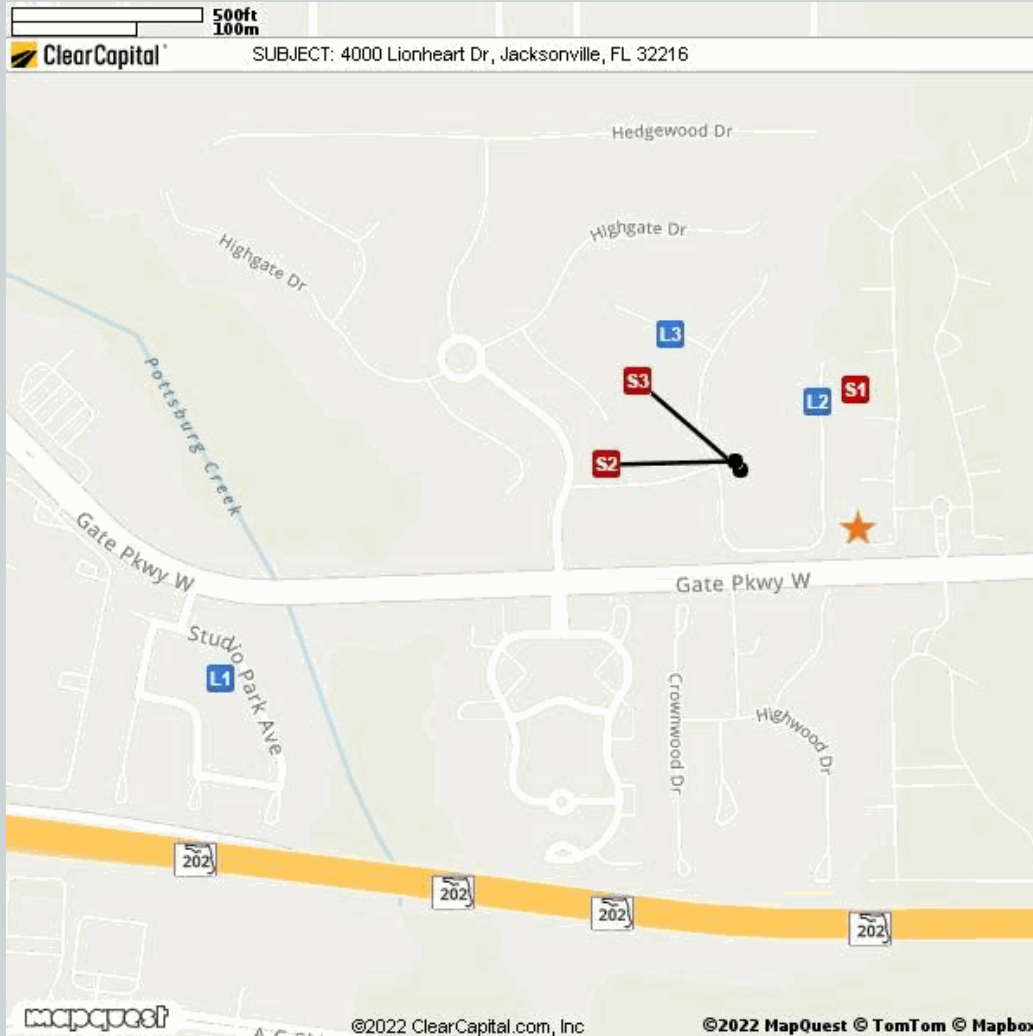 500ft
100m
ClearCapital
SUBJECT: 4000 Lionheart Dr, Jacksonville, FL 32216
Hedgewood Dr
Highgate Dr
Highgate Dr
L3
S3
S1
L2
Pottsburg Creek
S2
Gate Pkwy W
Gate Pkwy W
Studio Park Ave
L1
Crownwood Dr
Highwood Dr
202
202
202
202
mapquest
©2022 ClearCapital.com, Inc
©2022 MapQuest © TomTom © Mapbox